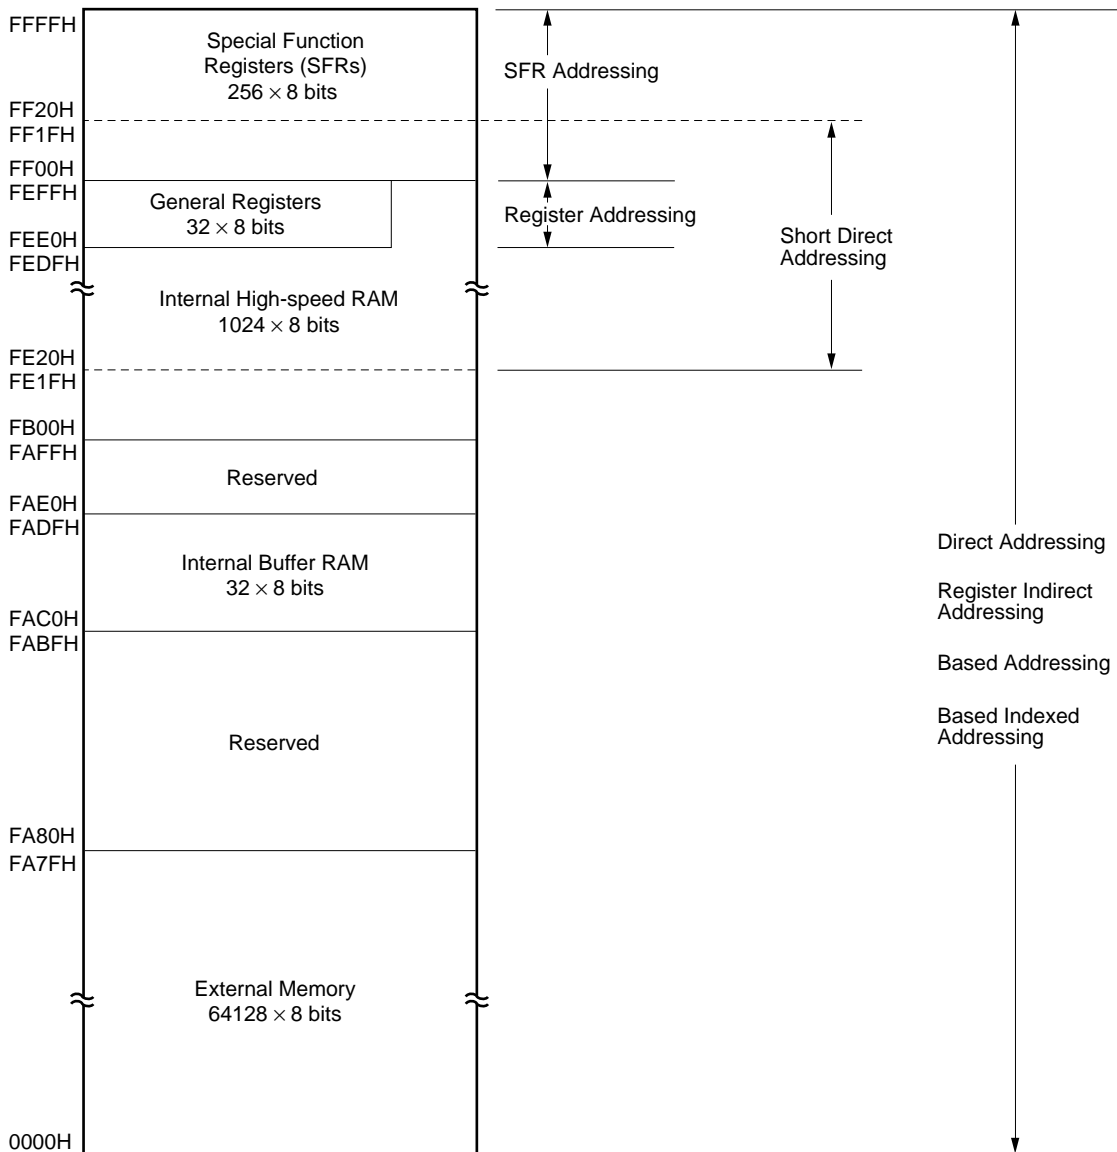 FFFFH
Special Function
Registers (SFRs)
256 × 8 bits
SFR Addressing
FF20H
FF1FH
FF00H
FEFFH
General Registers
32 × 8 bits
Register Addressing
Short Direct
Addressing
FEE0H
FEDFH
Internal High-speed RAM
1024 × 8 bits
FE20H
FE1FH
FB00H
FAFFH
Reserved
FAE0H
FADFH
Direct Addressing
Internal Buffer RAM
32 × 8 bits
Register Indirect
Addressing
FAC0H
FABFH
Based Addressing
Based Indexed
Addressing
Reserved
FA80H
FA7FH
External Memory
64128 × 8 bits
0000H